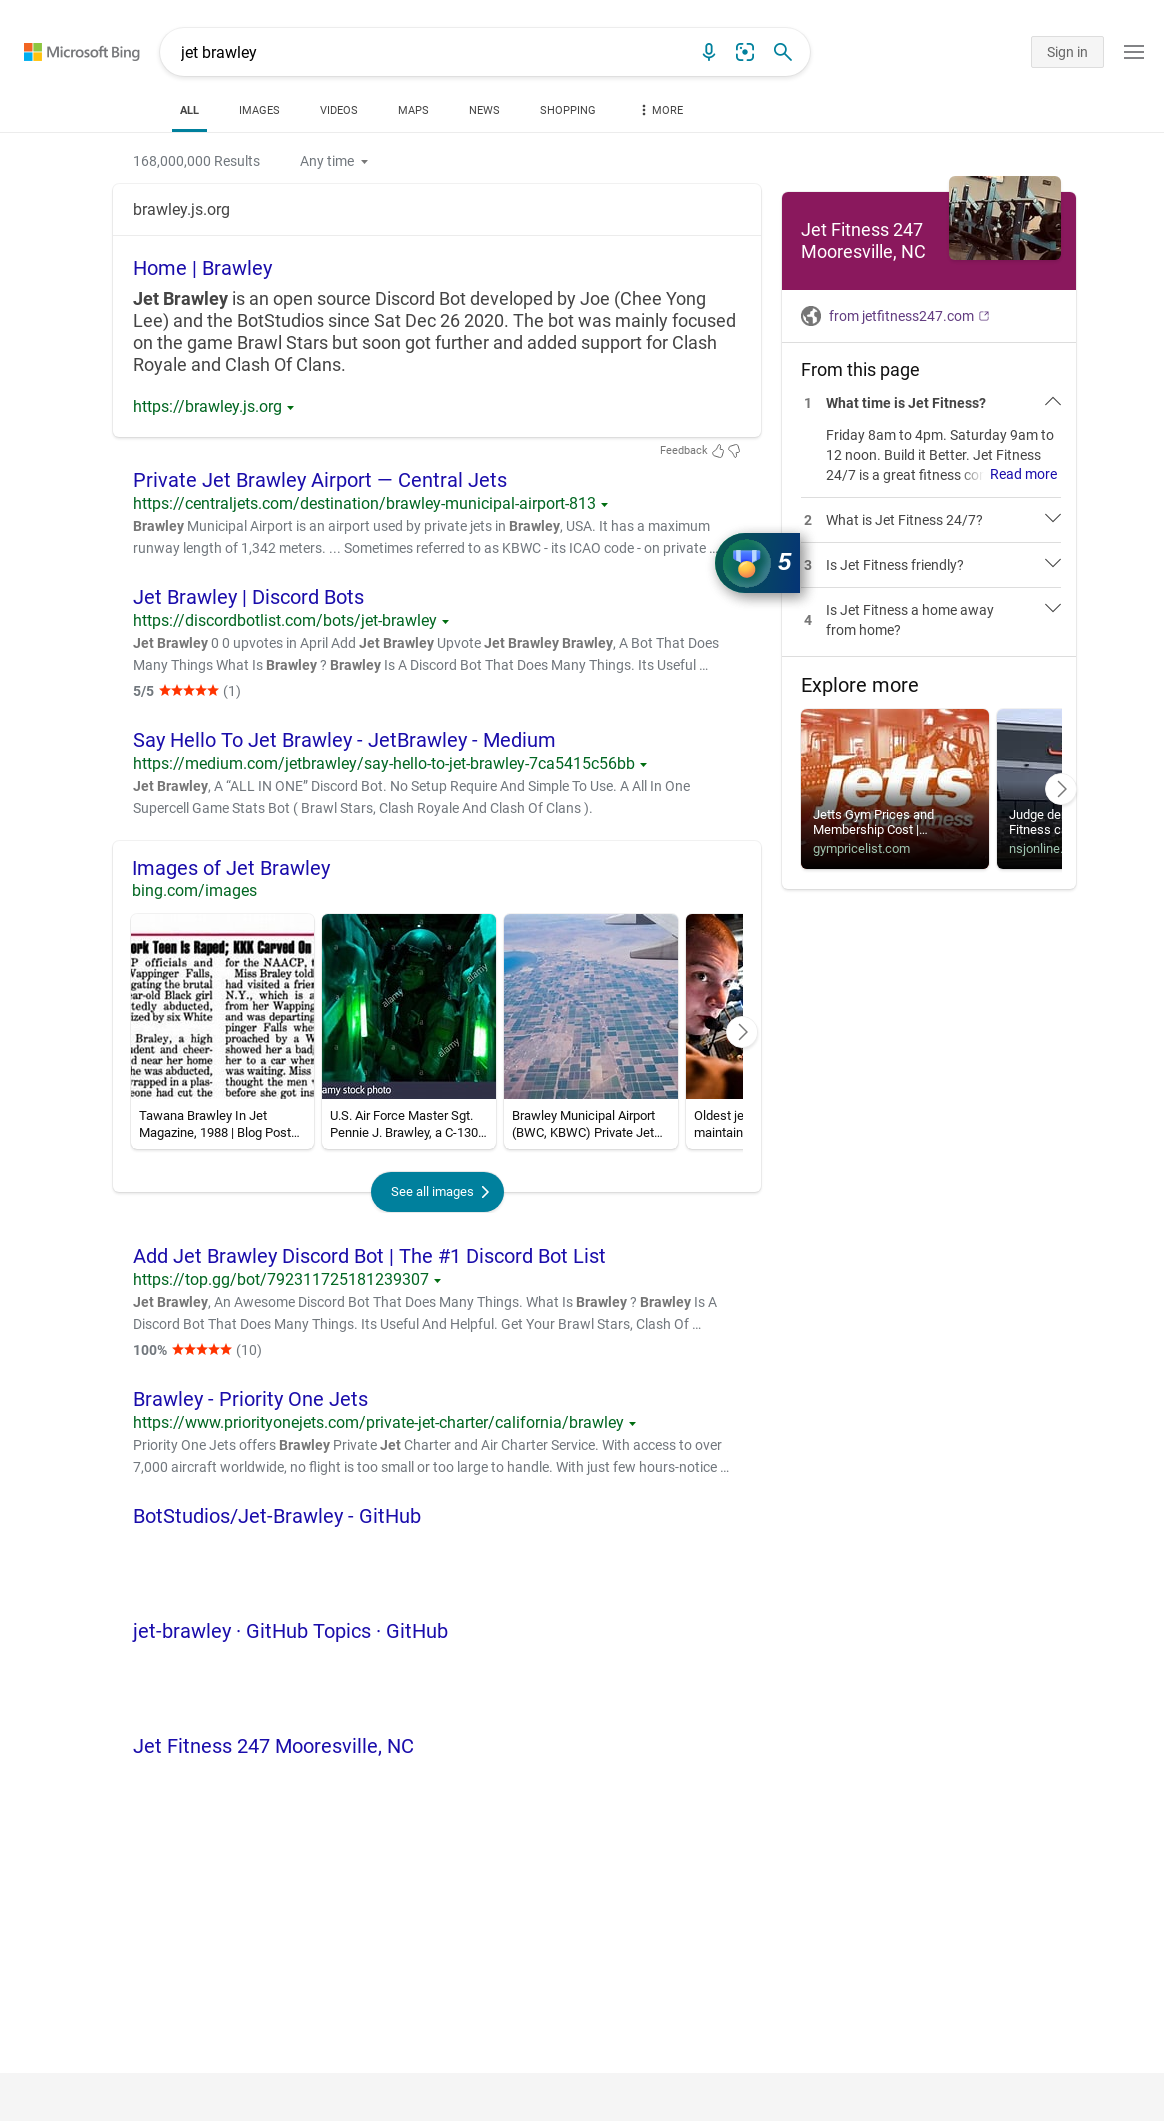 Microsoft Bing
jet brawley
Sign in
ALL
IMAGES
VIDEOS
MAPS
NEWS
SHOPPING
MORE
168,000,000 Results
Any time
brawley.js.org
Home | Brawley
Jet Brawley is an open source Discord Bot developed by Joe (Chee Yong
Lee) and the BotStudios since Sat Dec 26 2020. The bot was mainly focused
on the game Brawl Stars but soon got further and added support for Clash
Royale and Clash Of Clans.
https://brawley.js.org
Feedback
Private Jet Brawley Airport — Central Jets
https://centraljets.com/destination/brawley-municipal-airport-813
Brawley Municipal Airport is an airport used by private jets in Brawley, USA. It has a maximum
runway length of 1,342 meters. ... Sometimes referred to as KBWC - its ICAO code - on private ...
5
Jet Brawley | Discord Bots
https://discordbotlist.com/bots/jet-brawley
Jet Brawley 0 0 upvotes in April Add Jet Brawley Upvote Jet Brawley Brawley, A Bot That Does
Many Things What Is Brawley ? Brawley Is A Discord Bot That Does Many Things. Its Useful ...
5/5 ★★★★★ (1)
Say Hello To Jet Brawley - JetBrawley - Medium
https://medium.com/jetbrawley/say-hello-to-jet-brawley-7ca5415c56bb
Jet Brawley, A “ALL IN ONE” Discord Bot. No Setup Require And Simple To Use. A All In One
Supercell Game Stats Bot ( Brawl Stars, Clash Royale And Clash Of Clans ).
Images of Jet Brawley
bing.com/images
ork Teen Is Raped; KKK Carved On
P officials and
Wappinger Falls,
gating the brutal
ear-old Black girl
tedly abducted,
ized by six White
Braley, a high
udent and cheer-
d near her home
he was abducted,
wrapped in a plas-
eone had cut the
for the NAACP, t
Miss Braley told
had visited a frien
N.Y., which is a
from her Wapping
and was departing
pinger Falls whe
proached by a W
showed her a bad
her to a car wher
was waiting. Miss
thought the men
before she got ins
alamy
alamy
alamy
amy stock photo
Tawana Brawley In Jet
Magazine, 1988 | Blog Post...
U.S. Air Force Master Sgt.
Pennie J. Brawley, a C-130...
Brawley Municipal Airport
(BWC, KBWC) Private Jet...
Oldest je
maintain
See all images
Add Jet Brawley Discord Bot | The #1 Discord Bot List
https://top.gg/bot/792311725181239307
Jet Brawley, An Awesome Discord Bot That Does Many Things. What Is Brawley ? Brawley Is A
Discord Bot That Does Many Things. Its Useful And Helpful. Get Your Brawl Stars, Clash Of ...
100% ★★★★★ (10)
Brawley - Priority One Jets
https://www.priorityonejets.com/private-jet-charter/california/brawley
Priority One Jets offers Brawley Private Jet Charter and Air Charter Service. With access to over
7,000 aircraft worldwide, no flight is too small or too large to handle. With just few hours-notice ...
BotStudios/Jet-Brawley - GitHub
jet-brawley · GitHub Topics · GitHub
Jet Fitness 247 Mooresville, NC
Jet Fitness 247
Mooresville, NC
from jetfitness247.com
From this page
1 What time is Jet Fitness?
Friday 8am to 4pm. Saturday 9am to
12 noon. Build it Better. Jet Fitness
24/7 is a great fitness co Read more
2 What is Jet Fitness 24/7?
3 Is Jet Fitness friendly?
4 Is Jet Fitness a home away
from home?
Explore more
jetts
24 hour fitness
Jetts Gym Prices and
Membership Cost |...
gympricelist.com
Judge de
Fitness c
nsjonline.